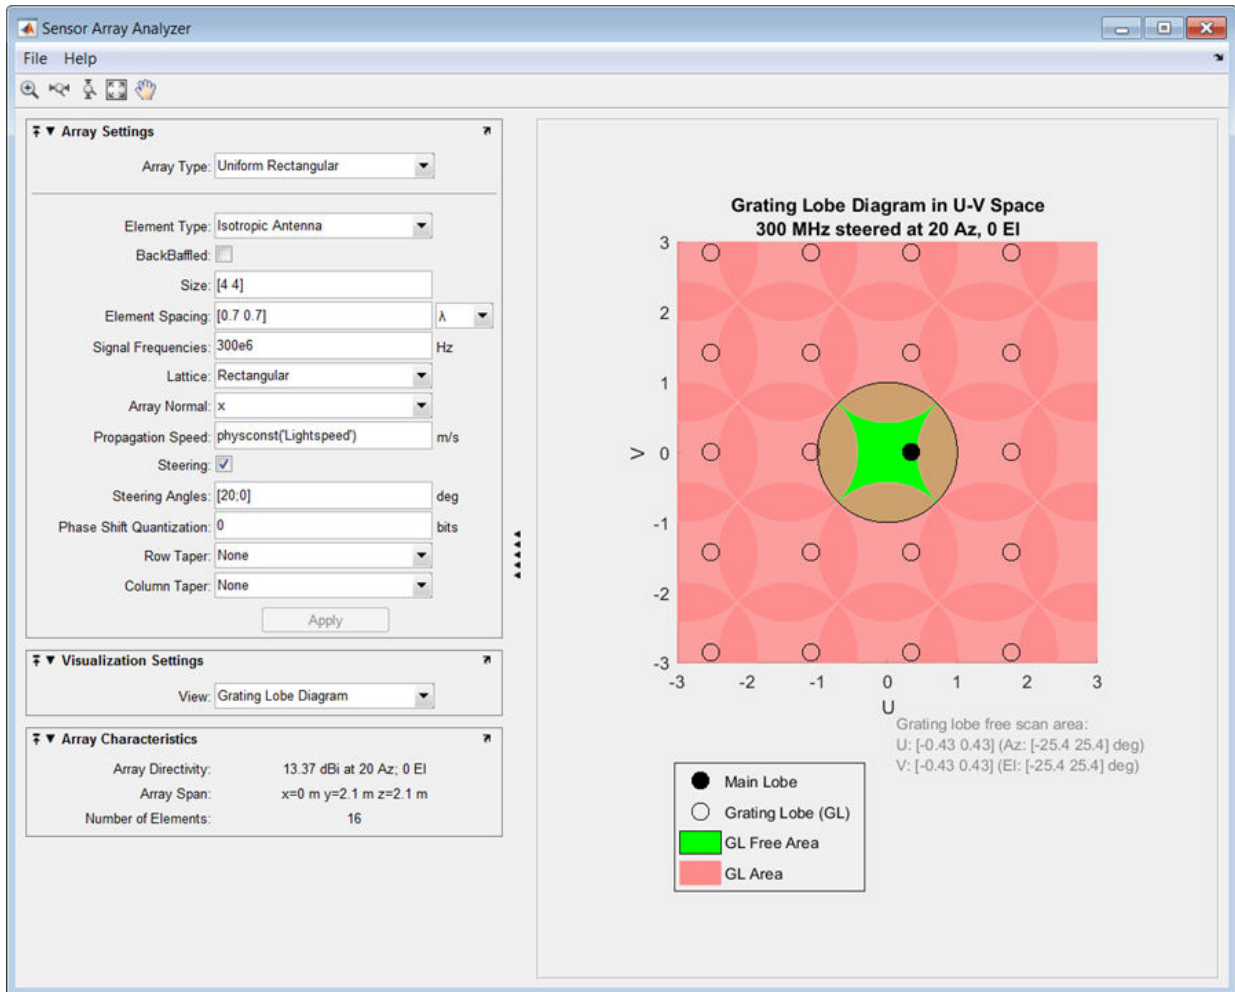 Sensor Array Analyzer
File Help
Array Settings
Array Type: Uniform Rectangular
Element Type: Isotropic Antenna
BackBaffled:
Size: [4 4]
Element Spacing: [0.7 0.7] λ
Signal Frequencies: 300e6 Hz
Lattice: Rectangular
Array Normal: x
Propagation Speed: physconst('Lightspeed') m/s
Steering:
Steering Angles: [20;0] deg
Phase Shift Quantization: 0 bits
Row Taper: None
Column Taper: None
Apply
Visualization Settings
View: Grating Lobe Diagram
Array Characteristics
Array Directivity: 13.37 dBi at 20 Az; 0 El
Array Span: x=0 m y=2.1 m z=2.1 m
Number of Elements: 16
Grating Lobe Diagram in U-V Space
300 MHz steered at 20 Az, 0 El
3
2
1
0
-1
-2
-3
V
-3 -2 -1 0 1 2 3
U
Grating lobe free scan area:
U: [-0.43 0.43] (Az: [-25.4 25.4] deg)
V: [-0.43 0.43] (El: [-25.4 25.4] deg)
Main Lobe
Grating Lobe (GL)
GL Free Area
GL Area